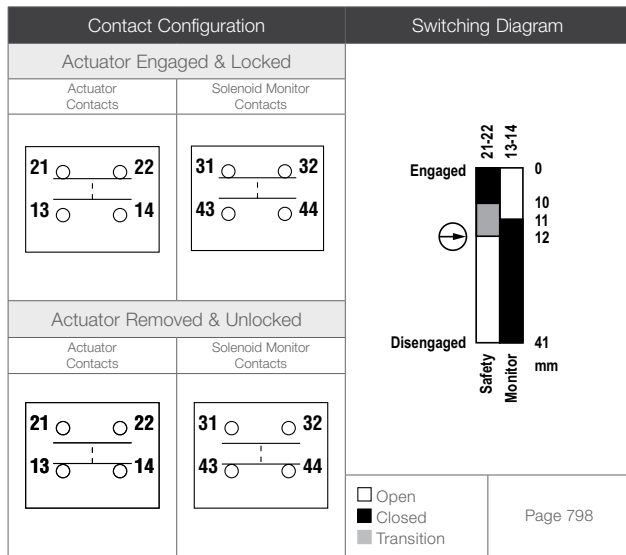 Contact Configuration
Switching Diagram
Actuator Engaged & Locked
Actuator
Contacts
Solenoid Monitor
Contacts
21 22
13 14
31 32
43 44
Actuator Removed & Unlocked
Actuator
Contacts
Solenoid Monitor
Contacts
21 22
13 14
31 32
43 44
21-22
13-14
Engaged
0
10
11
12
Disengaged
41
mm
Safety
Monitor
Open
Closed
Transition
Page 798